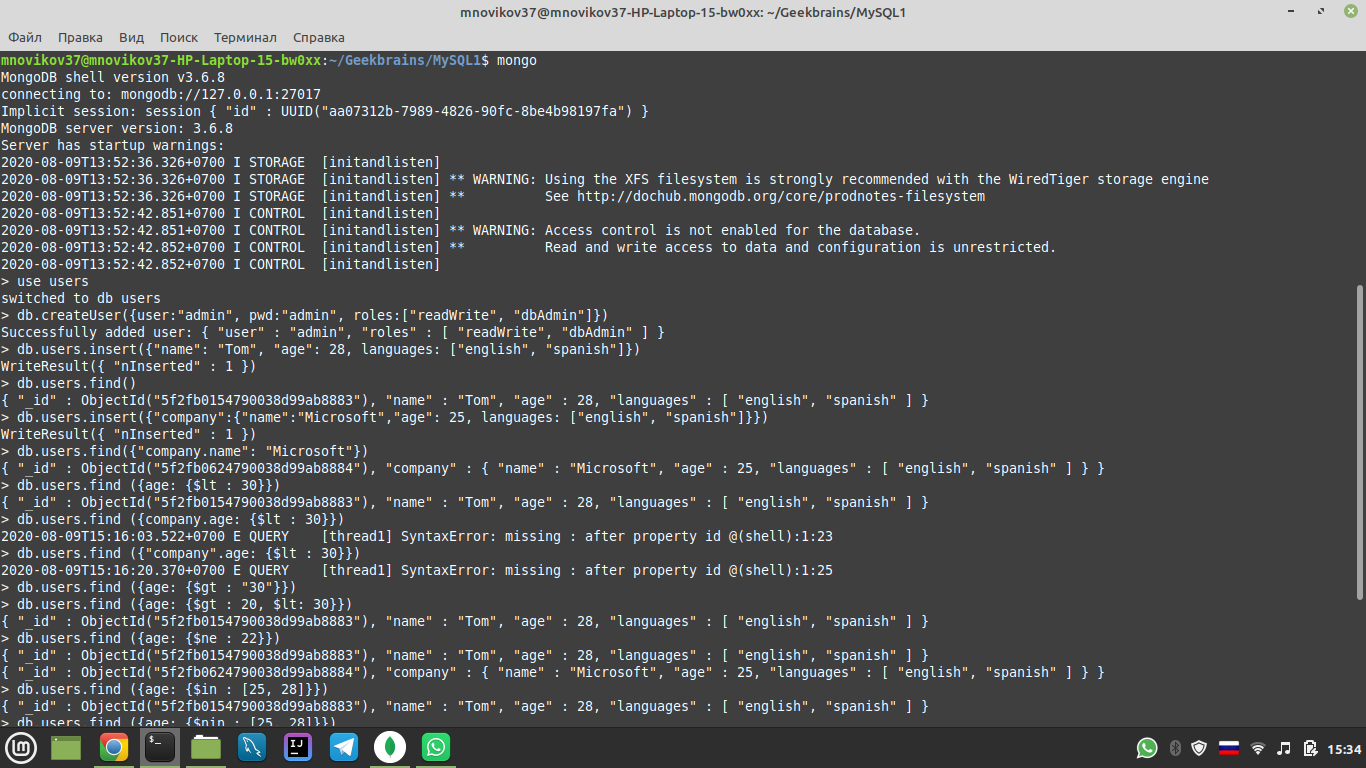 mnovikov37@mnovikov37-HP-Laptop-15-bw0xx: ~/Geekbrains/MySQL1
Файл Правка Вид Поиск Терминал Справка
mnovikov37@mnovikov37-HP-Laptop-15-bw0xx:~/Geekbrains/MySQL1$ mongo
MongoDB shell version v3.6.8
connecting to: mongodb://127.0.0.1:27017
Implicit session: session { "id" : UUID("aa07312b-7989-4826-90fc-8be4b98197fa") }
MongoDB server version: 3.6.8
Server has startup warnings:
2020-08-09T13:52:36.326+0700 I STORAGE  [initandlisten]
2020-08-09T13:52:36.326+0700 I STORAGE  [initandlisten] ** WARNING: Using the XFS filesystem is strongly recommended with the WiredTiger storage engine
2020-08-09T13:52:36.326+0700 I STORAGE  [initandlisten] **          See http://dochub.mongodb.org/core/prodnotes-filesystem
2020-08-09T13:52:42.851+0700 I CONTROL  [initandlisten]
2020-08-09T13:52:42.851+0700 I CONTROL  [initandlisten] ** WARNING: Access control is not enabled for the database.
2020-08-09T13:52:42.852+0700 I CONTROL  [initandlisten] **          Read and write access to data and configuration is unrestricted.
2020-08-09T13:52:42.852+0700 I CONTROL  [initandlisten]
> use users
switched to db users
> db.createUser({user:"admin", pwd:"admin", roles:["readWrite", "dbAdmin"]})
Successfully added user: { "user" : "admin", "roles" : [ "readWrite", "dbAdmin" ] }
> db.users.insert({"name": "Tom", "age": 28, languages: ["english", "spanish"]})
WriteResult({ "nInserted" : 1 })
> db.users.find()
{ "_id" : ObjectId("5f2fb0154790038d99ab8883"), "name" : "Tom", "age" : 28, "languages" : [ "english", "spanish" ] }
> db.users.insert({"company":{"name":"Microsoft","age": 25, languages: ["english", "spanish"]}})
WriteResult({ "nInserted" : 1 })
> db.users.find({"company.name": "Microsoft"})
{ "_id" : ObjectId("5f2fb0624790038d99ab8884"), "company" : { "name" : "Microsoft", "age" : 25, "languages" : [ "english", "spanish" ] } }
> db.users.find ({age: {$lt : 30}})
{ "_id" : ObjectId("5f2fb0154790038d99ab8883"), "name" : "Tom", "age" : 28, "languages" : [ "english", "spanish" ] }
> db.users.find ({company.age: {$lt : 30}})
2020-08-09T15:16:03.522+0700 E QUERY    [thread1] SyntaxError: missing : after property id @(shell):1:23
> db.users.find ({"company".age: {$lt : 30}})
2020-08-09T15:16:20.370+0700 E QUERY    [thread1] SyntaxError: missing : after property id @(shell):1:25
> db.users.find ({age: {$gt : "30"}})
> db.users.find ({age: {$gt : 20, $lt: 30}})
{ "_id" : ObjectId("5f2fb0154790038d99ab8883"), "name" : "Tom", "age" : 28, "languages" : [ "english", "spanish" ] }
> db.users.find ({age: {$ne : 22}})
{ "_id" : ObjectId("5f2fb0154790038d99ab8883"), "name" : "Tom", "age" : 28, "languages" : [ "english", "spanish" ] }
{ "_id" : ObjectId("5f2fb0624790038d99ab8884"), "company" : { "name" : "Microsoft", "age" : 25, "languages" : [ "english", "spanish" ] } }
> db.users.find ({age: {$in : [25, 28]}})
{ "_id" : ObjectId("5f2fb0154790038d99ab8883"), "name" : "Tom", "age" : 28, "languages" : [ "english", "spanish" ] }
> db.users.find ({age: {$nin : [25, 28]}})
15:34